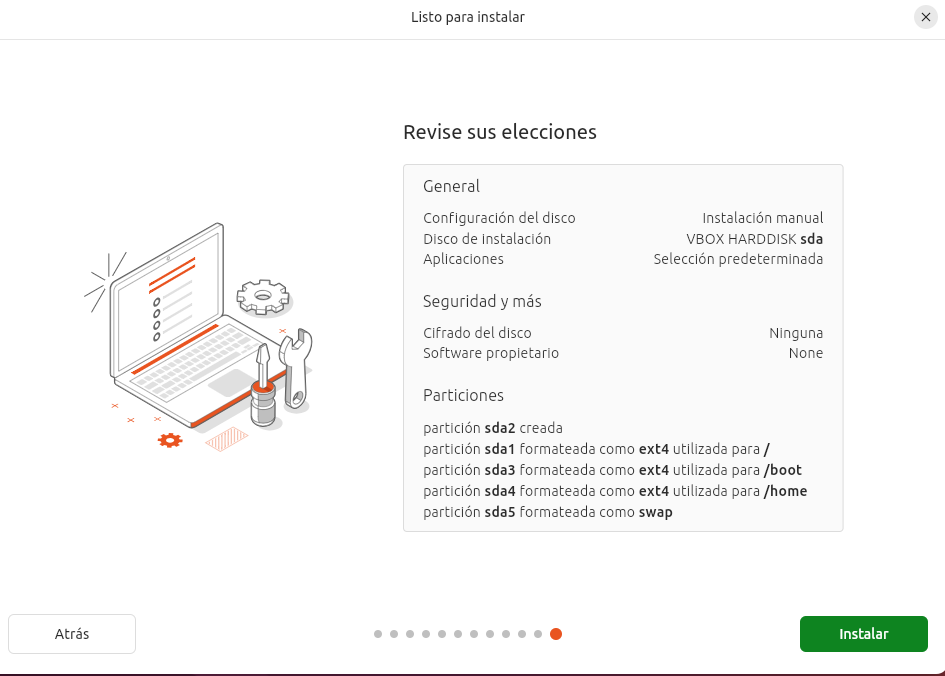 Listo para instalar
Revise sus elecciones
General
Configuración del disco Instalación manual
Disco de instalación VBOX HARDDISK sda
Aplicaciones Selección predeterminada
Seguridad y más
Cifrado del disco Ninguna
Software propietario None
Particiones
partición sda2 creada
partición sda1 formateada como ext4 utilizada para /
partición sda3 formateada como ext4 utilizada para /boot
partición sda4 formateada como ext4 utilizada para /home
partición sda5 formateada como swap
Atrás Instalar